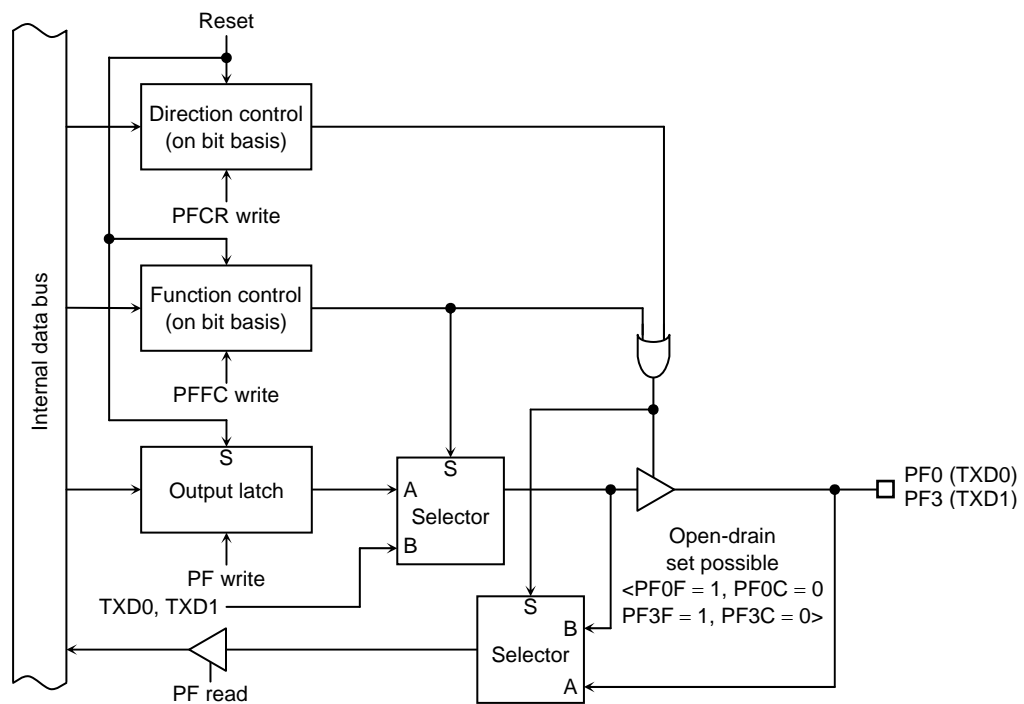 Reset
Direction control
(on bit basis)
PFCR write
Internal data bus
Function control
(on bit basis)
PFFC write
S
Output latch
PF write
TXD0, TXD1
S
A
Selector
B
PF0 (TXD0)
PF3 (TXD1)
Open-drain
set possible
<PF0F = 1, PF0C = 0
PF3F = 1, PF3C = 0>
S
B
Selector
A
PF read